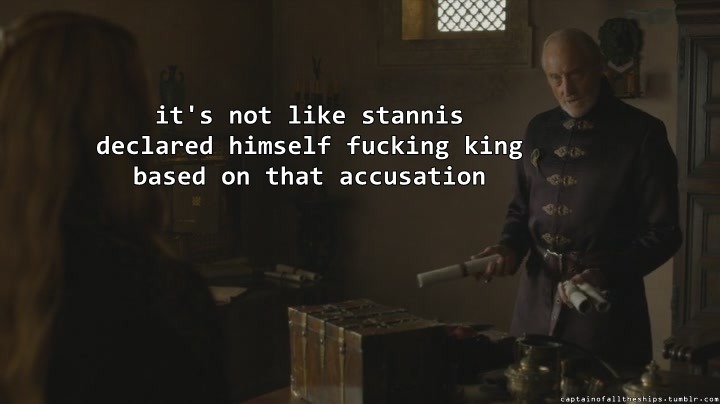 it's not like stannis
declared himself fucking king
based on that accusation
captainofalltheships.tumblr.com